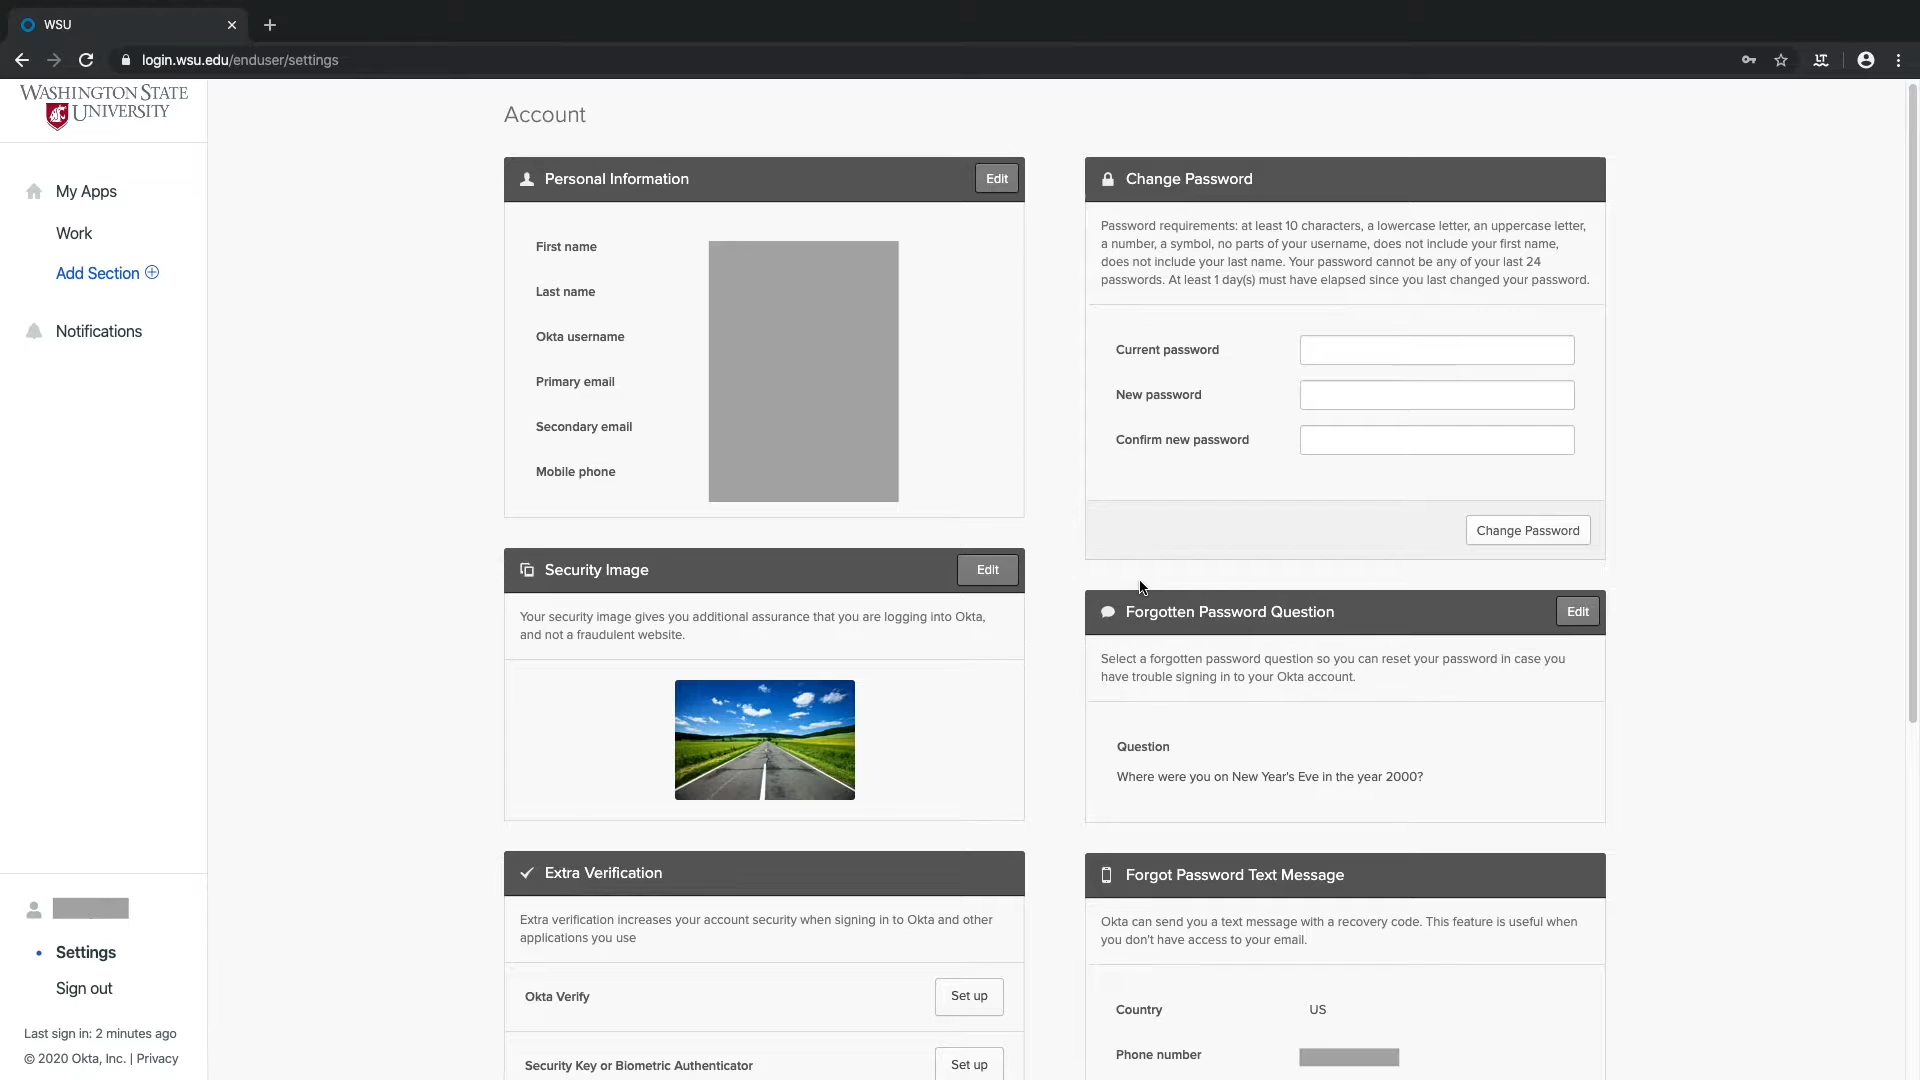 WSU
login.wsu.edu/enduser/settings
WASHINGTON STATE
UNIVERSITY
My Apps
Work
Add Section
Notifications
Settings
Sign out
Last sign in: 2 minutes ago
© 2020 Okta, Inc. | Privacy
Account
Personal Information
Edit
First name
Last name
Okta username
Primary email
Secondary email
Mobile phone
Security Image
Edit
Your security image gives you additional assurance that you are logging into Okta,
and not a fraudulent website.
Extra Verification
Extra verification increases your account security when signing in to Okta and other
applications you use
Okta Verify
Set up
Security Key or Biometric Authenticator
Set up
Change Password
Password requirements: at least 10 characters, a lowercase letter, an uppercase letter,
a number, a symbol, no parts of your username, does not include your first name,
does not include your last name. Your password cannot be any of your last 24
passwords. At least 1 day(s) must have elapsed since you last changed your password.
Current password
New password
Confirm new password
Change Password
Forgotten Password Question
Edit
Select a forgotten password question so you can reset your password in case you
have trouble signing in to your Okta account.
Question
Where were you on New Year's Eve in the year 2000?
Forgot Password Text Message
Okta can send you a text message with a recovery code. This feature is useful when
you don't have access to your email.
Country
US
Phone number